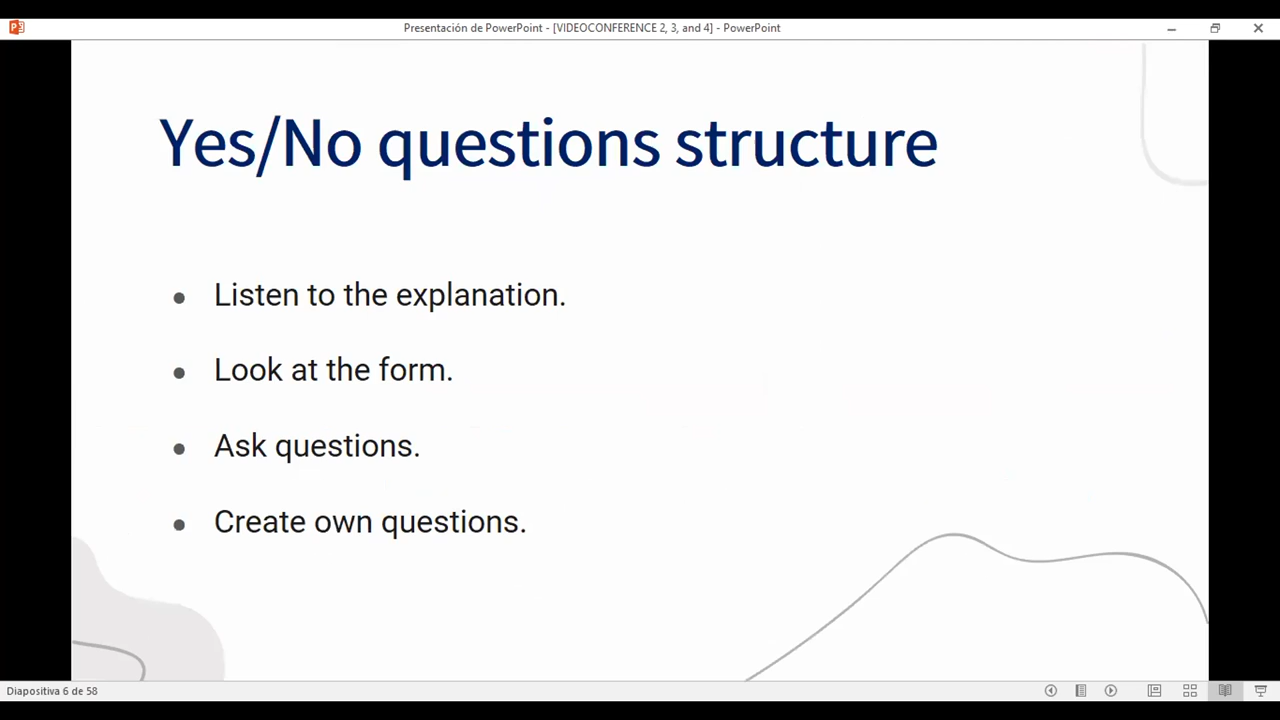 Presentación de PowerPoint - [VIDEOCONFERENCE 2, 3, and 4] - PowerPoint
Yes/No questions structure
• Listen to the explanation.
• Look at the form.
• Ask questions.
• Create own questions.
Diapositiva 6 de 58